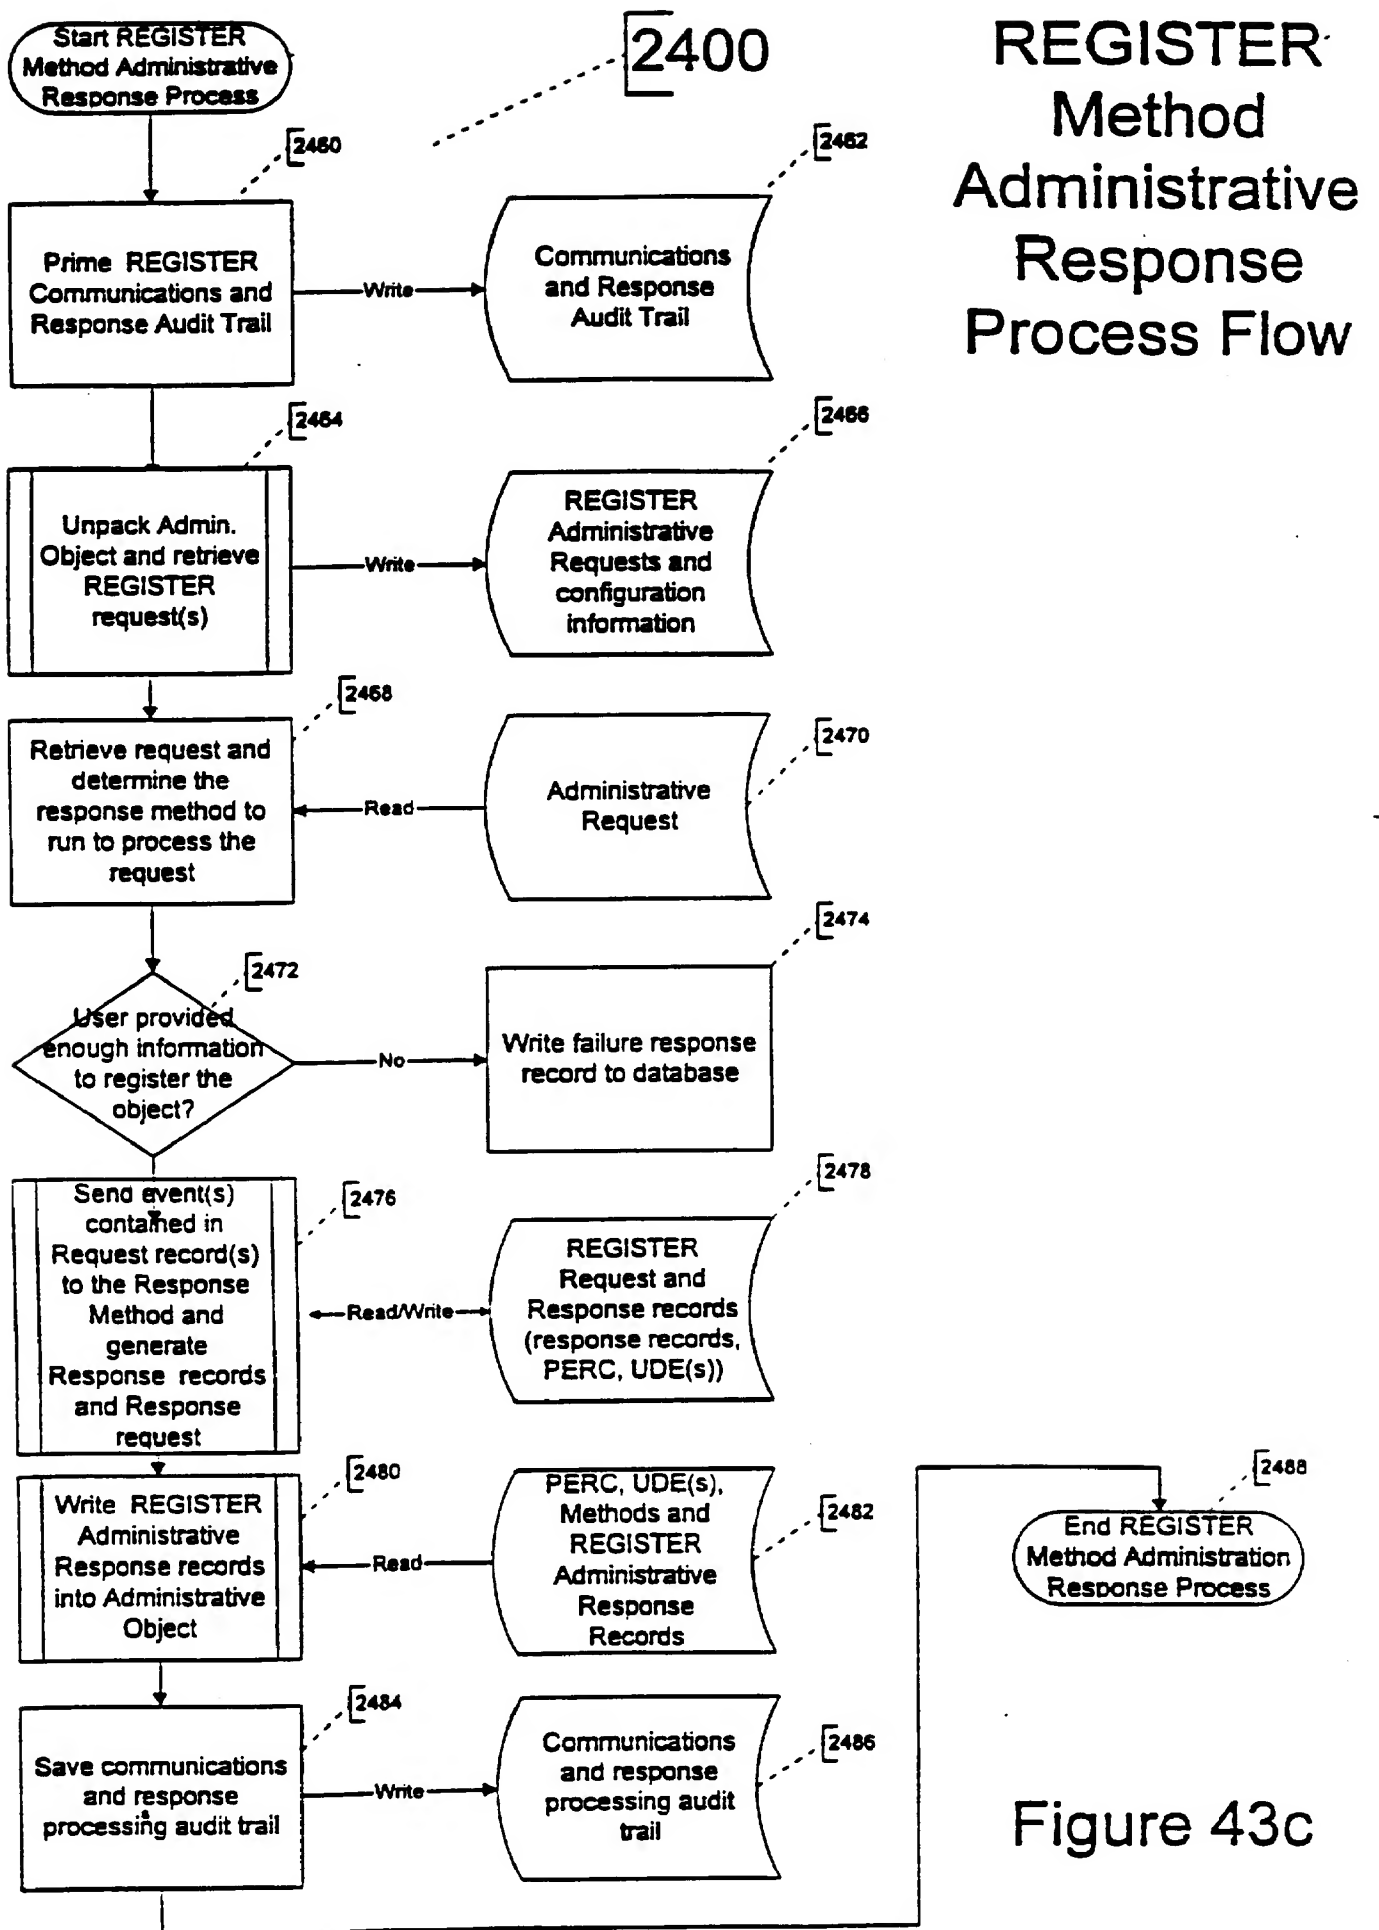 Start REGISTER
Method Administrative
Response Process
2400
REGISTER
Method
Administrative
Response
Process Flow
2460
2462
Prime REGISTER
Communications and
Response Audit Trail
Write
Communications
and Response
Audit Trail
2464
2466
Unpack Admin.
Object and retrieve
REGISTER
request(s)
Write
REGISTER
Administrative
Requests and
configuration
information
2468
2470
Retrieve request and
determine the
response method to
run to process the
request
Read
Administrative
Request
2472
2474
User provided
enough information
to register the
object?
No
Write failure response
record to database
2476
2478
Send event(s)
contained in
Request record(s)
to the Response
Method and
generate
Response records
and Response
request
Read/Write
REGISTER
Request and
Response records
(response records,
PERC, UDE(s))
2480
2482
Write REGISTER
Administrative
Response records
into Administrative
Object
Read
PERC, UDE(s),
Methods and
REGISTER
Administrative
Response
Records
2488
End REGISTER
Method Administration
Response Process
2484
2486
Save communications
and response
processing audit trail
Write
Communications
and response
processing audit
trail
Figure 43c